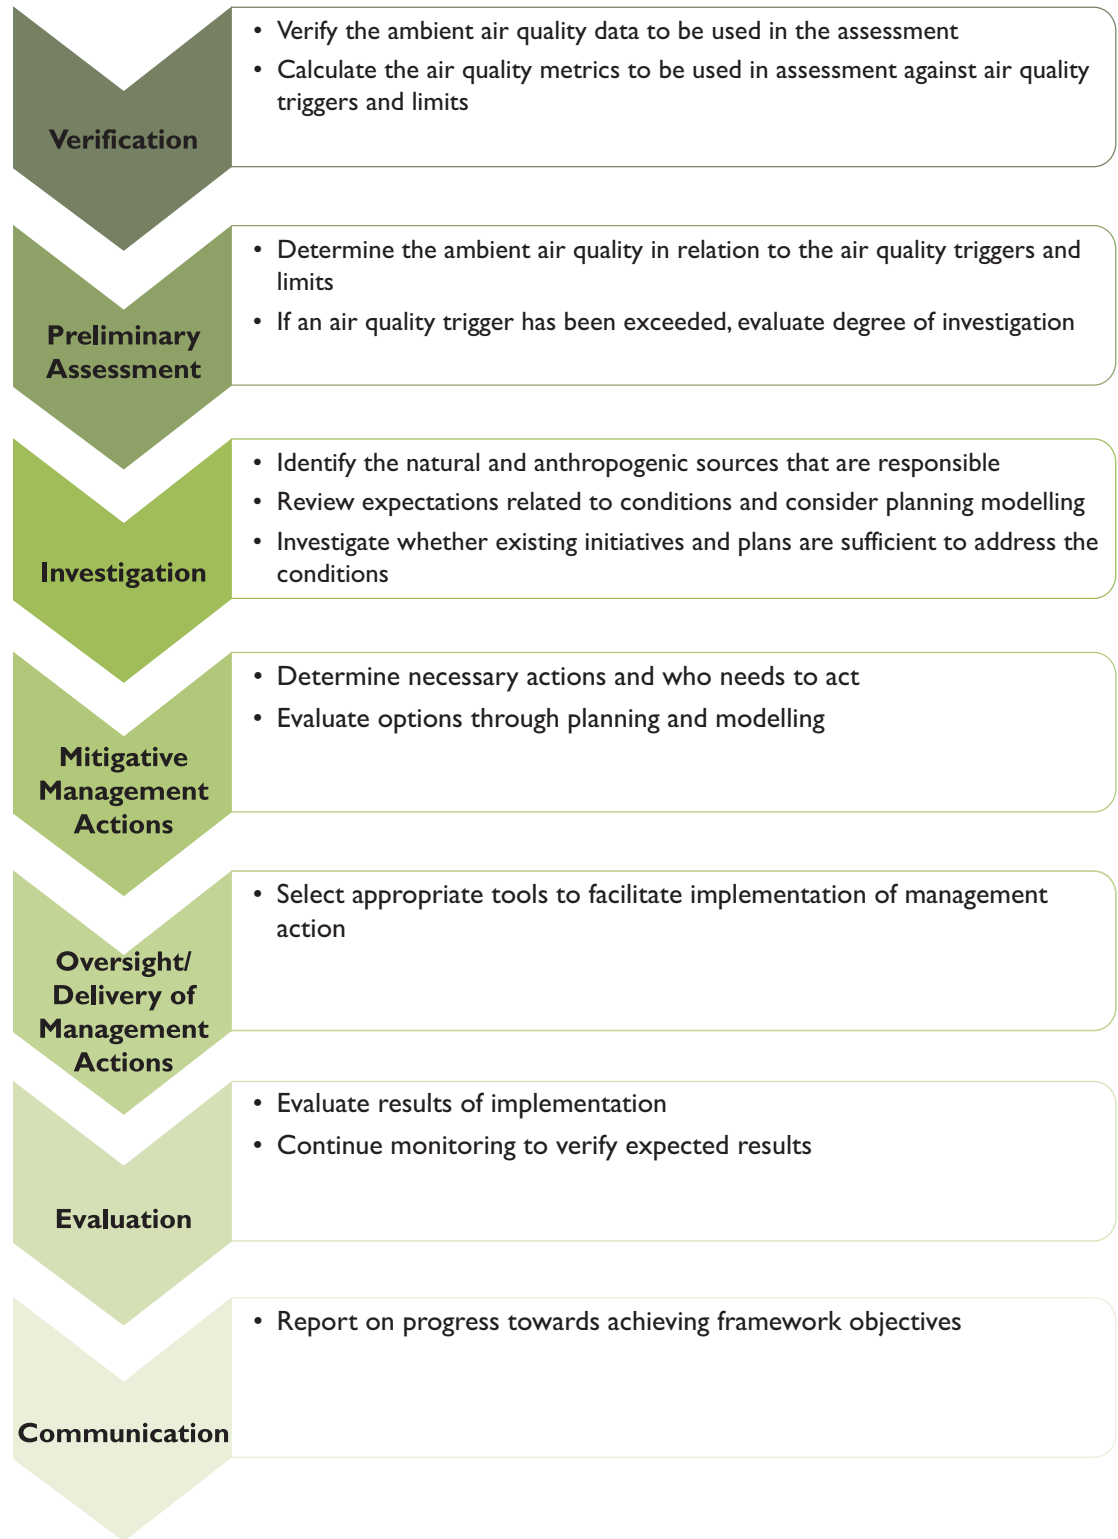 Verification
• Verify the ambient air quality data to be used in the assessment
• Calculate the air quality metrics to be used in assessment against air quality
triggers and limits
Preliminary
Assessment
• Determine the ambient air quality in relation to the air quality triggers and
limits
• If an air quality trigger has been exceeded, evaluate degree of investigation
Investigation
• Identify the natural and anthropogenic sources that are responsible
• Review expectations related to conditions and consider planning modelling
• Investigate whether existing initiatives and plans are sufficient to address the
conditions
Mitigative
Management
Actions
• Determine necessary actions and who needs to act
• Evaluate options through planning and modelling
Oversight/
Delivery of
Management
Actions
• Select appropriate tools to facilitate implementation of management
action
Evaluation
• Evaluate results of implementation
• Continue monitoring to verify expected results
Communication
• Report on progress towards achieving framework objectives